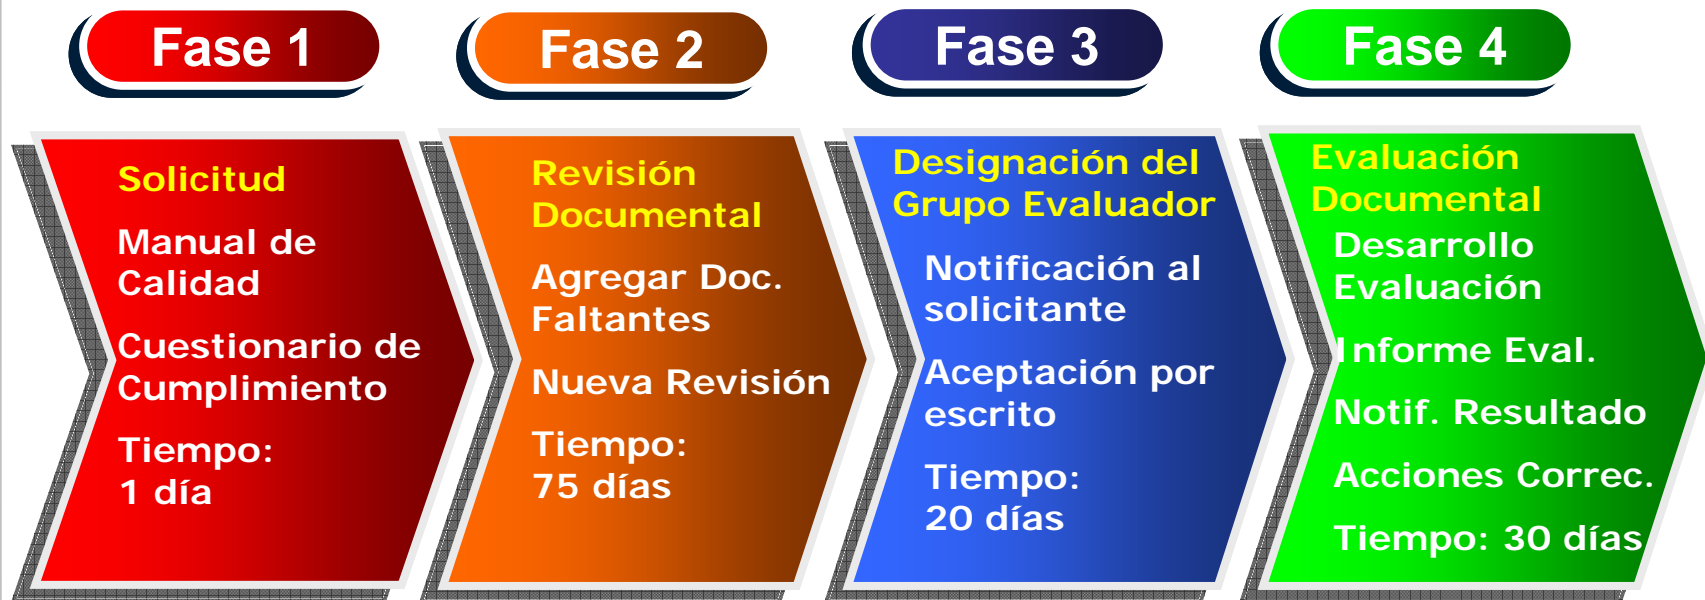 Fase 1
Solicitud
Manual de
Calidad
Cuestionario de
Cumplimiento
Tiempo:
1 día
Fase 2
Revisión
Documental
Agregar Doc.
Faltantes
Nueva Revisión
Tiempo:
75 días
Fase 3
Designación del
Grupo Evaluador
Notificación al
solicitante
Aceptación por
escrito
Tiempo:
20 días
Fase 4
Evaluación
Documental
Desarrollo
Evaluación
Informe Eval.
Notif. Resultado
Acciones Correc.
Tiempo: 30 días